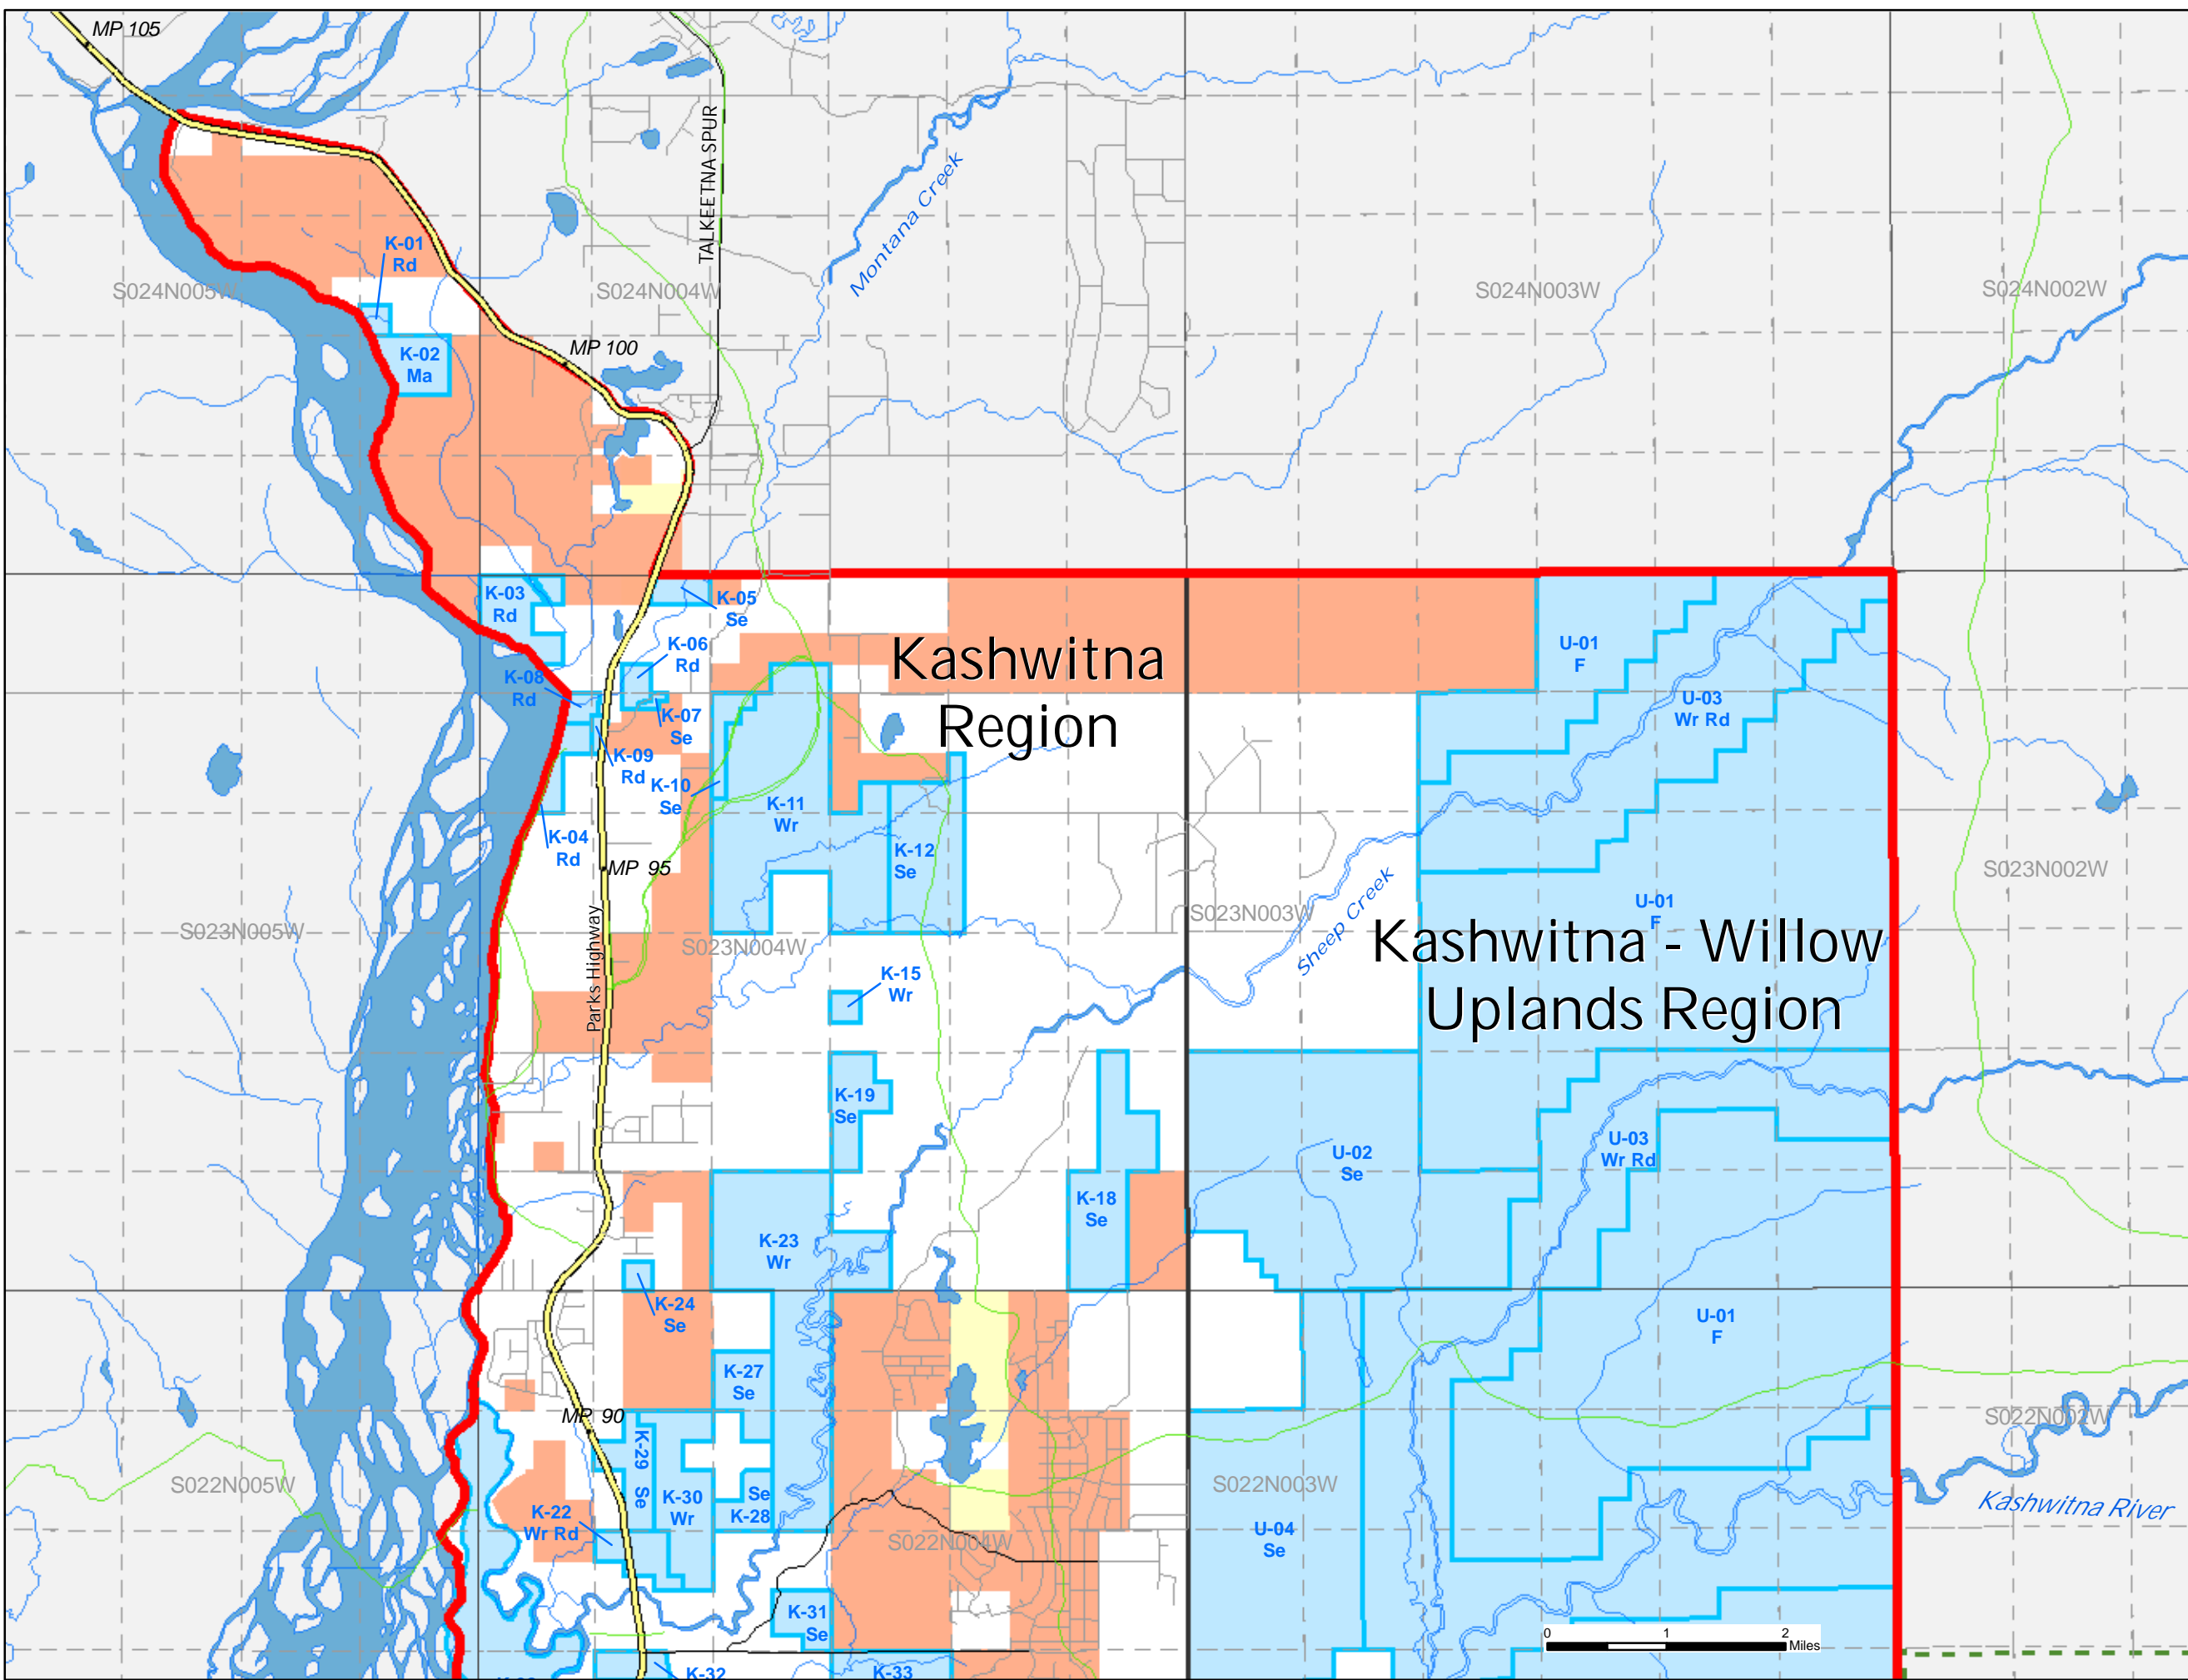 MP 105
TALKEETNA SPUR
Montana Creek
K-01
Rd
S024N005W
S024N004W
S024N003W
S024N002W
MP 100
K-02
Ma
K-03
Rd
K-05
Se
K-06
Rd
Kashwitna
Region
U-01
F
K-08
Rd
K-07
Se
U-03
Wr Rd
K-09
Rd
K-10
Se
K-11
Wr
K-04
Rd
K-12
Se
MP 95
S023N002W
Sheep Creek
U-01
F
S023N003W
S023N005W
S023N004W
Parks Highway
Kashwitna - Willow
Uplands Region
K-15
Wr
K-19
Se
U-02
Se
U-03
Wr Rd
K-18
Se
K-23
Wr
K-24
Se
U-01
F
K-27
Se
MP 90
S022N002W
K-29 Se
S022N005W
S022N003W
K-30
Wr
Se
K-28
K-22
Wr Rd
Kashwitna River
U-04
Se
S022N004W
K-31
Se
0 1 2
Miles
K-32
K-33